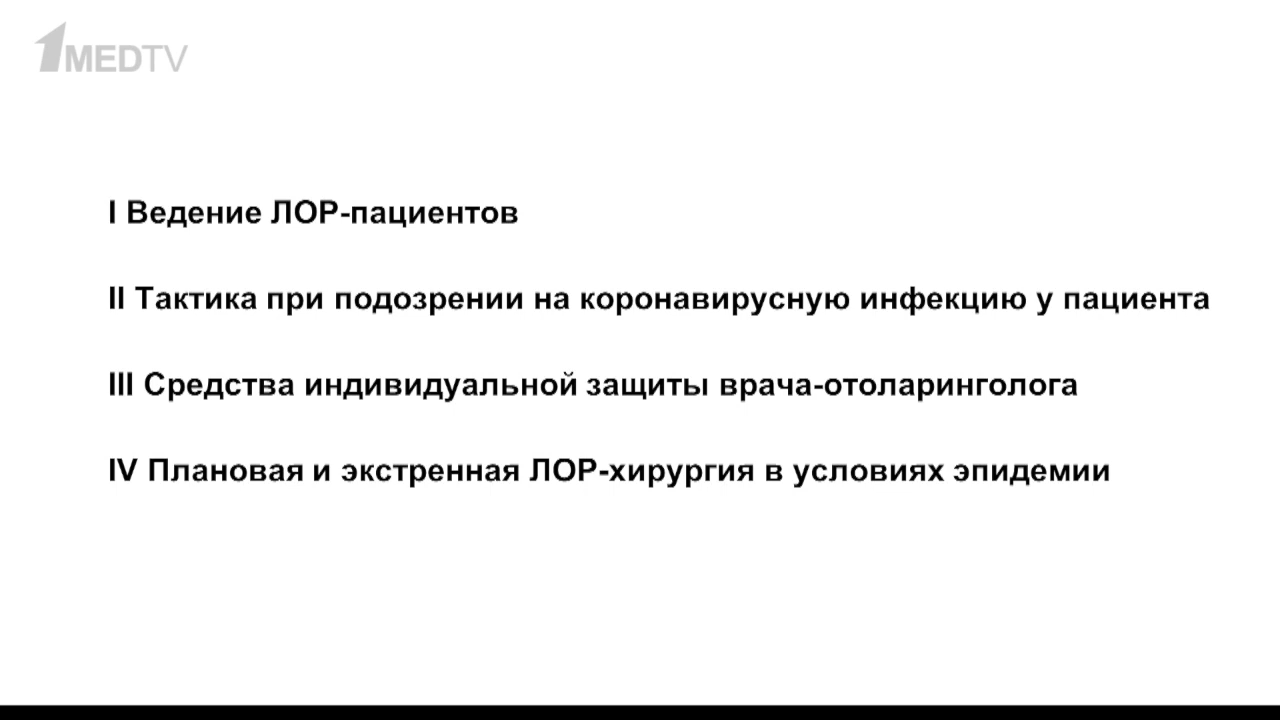 1MEDTV
I Ведение ЛОР-пациентов
II Тактика при подозрении на коронавирусную инфекцию у пациента
III Средства индивидуальной защиты врача-отоларинголога
IV Плановая и экстренная ЛОР-хирургия в условиях эпидемии